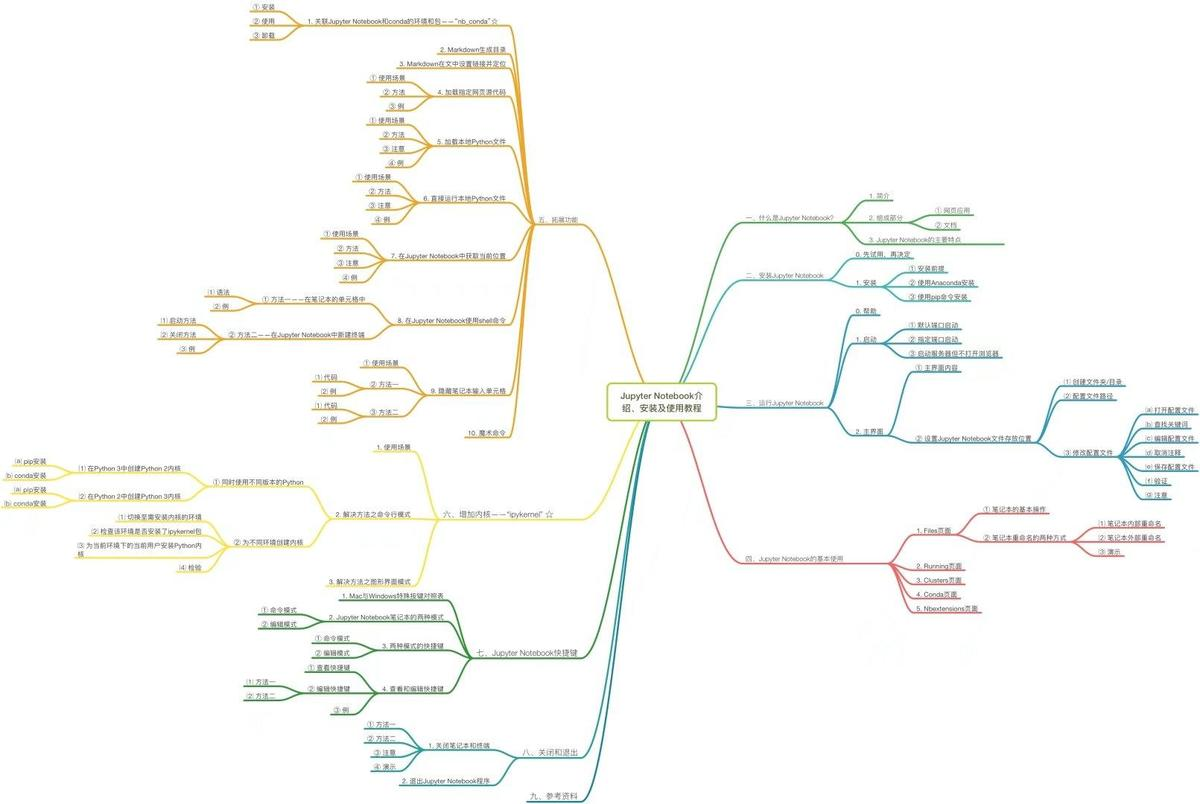 Jupyter Notebook介
绍、安装及使用教程
一、什么是Jupyter Notebook?
1. 简介
2. 组成部分
① 网页应用
② 文档
3. Jupyter Notebook的主要特点
二、安装Jupyter Notebook
0. 先试用，再决定
1. 安装
① 安装前提
② 使用Anaconda安装
③ 使用pip命令安装
三、运行Jupyter Notebook
0. 帮助
1. 启动
① 默认端口启动
② 指定端口启动
③ 启动服务器但不打开浏览器
2. 主界面
① 主界面内容
② 设置Jupyter Notebook文件存放位置
⑴ 创建文件夹/目录
⑵ 配置文件路径
⑶ 修改配置文件
⒜ 打开配置文件
⒝ 查找关键词
⒞ 编辑配置文件
⒟ 取消注释
⒠ 保存配置文件
⒡ 验证
⒢ 注意
四、Jupyter Notebook的基本使用
1. Files页面
① 笔记本的基本操作
② 笔记本重命名的两种方式
⑴ 笔记本内部重命名
⑵ 笔记本外部重命名
⑶ 演示
2. Running页面
3. Clusters页面
4. Conda页面
5. Nbextensions页面
五、拓展功能
1. 关联Jupyter Notebook和conda的环境和包——“nb_conda”☆
① 安装
② 使用
③ 卸载
2. Markdown生成目录
3. Markdown在文中设置链接并定位
4. 加载指定网页源代码
① 使用场景
② 方法
③ 例
5. 加载本地Python文件
① 使用场景
② 方法
③ 注意
④ 例
6. 直接运行本地Python文件
① 使用场景
② 方法
③ 注意
④ 例
7. 在Jupyter Notebook中获取当前位置
① 使用场景
② 方法
③ 注意
④ 例
8. 在Jupyter Notebook使用shell命令
① 方法一——在笔记本的单元格中
⑴ 语法
⑵ 例
② 方法二——在Jupyter Notebook中新建终端
⑴ 启动方法
⑵ 关闭方法
⑶ 例
9. 隐藏笔记本输入单元格
① 使用场景
② 方法一
⑴ 代码
⑵ 例
③ 方法二
⑴ 代码
⑵ 例
10. 魔术命令
六、增加内核——“ipykernel” ☆
1. 使用场景
2. 解决方法之命令行模式
① 同时使用不同版本的Python
⑴ 在Python 3中创建Python 2内核
⒜ pip安装
⒝ conda安装
⑵ 在Python 2中创建Python 3内核
⒜ pip安装
⒝ conda安装
② 为不同环境创建内核
⑴ 切换至需安装内核的环境
⑵ 检查该环境是否安装了ipykernel包
⑶ 为当前环境下的当前用户安装Python内
核
⑷ 检验
3. 解决方法之图形界面模式
七、Jupyter Notebook快捷键
1. Mac与Windows特殊按键对照表
2. Jupyter Notebook笔记本的两种模式
① 命令模式
② 编辑模式
3. 两种模式的快捷键
① 命令模式
② 编辑模式
4. 查看和编辑快捷键
① 查看快捷键
② 编辑快捷键
⑴ 方法一
⑵ 方法二
③ 例
八、关闭和退出
1. 关闭笔记本和终端
① 方法一
② 方法二
③ 注意
④ 演示
2. 退出Jupyter Notebook程序
九、参考资料